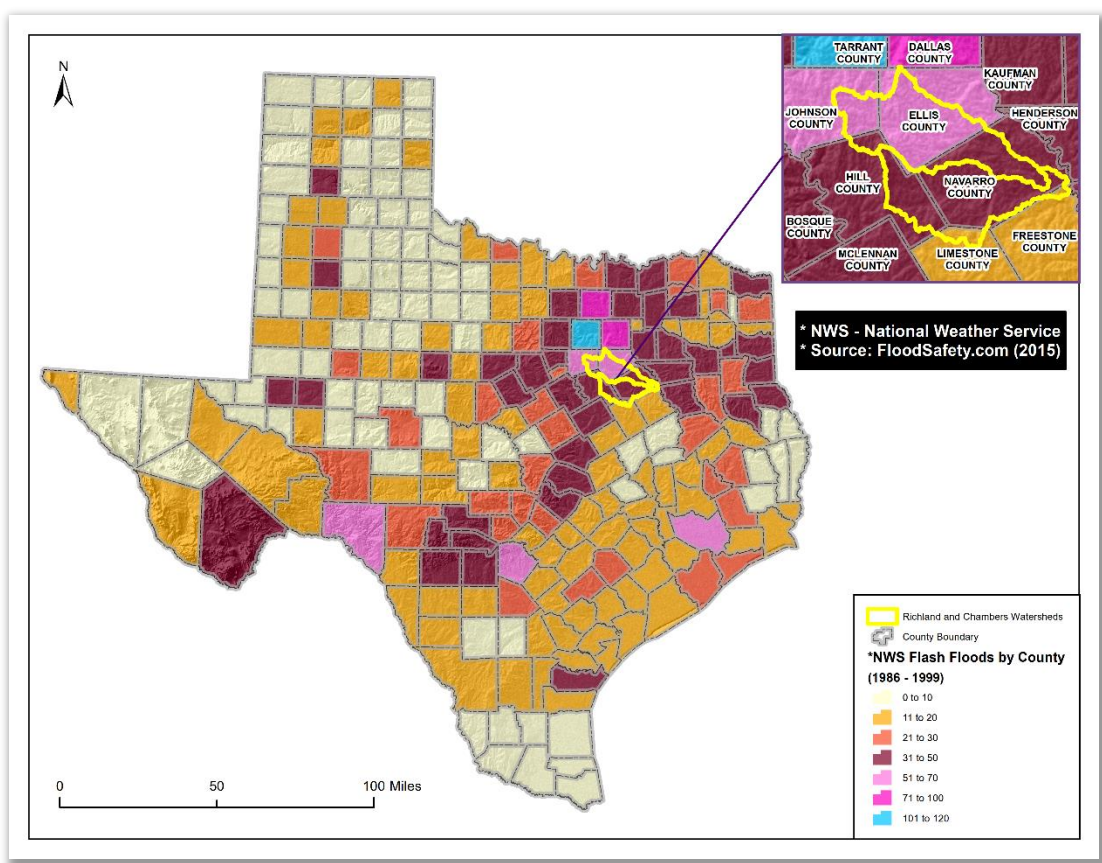 N
TARRANT
COUNTY
DALLAS
COUNTY
KAUFMAN
COUNTY
JOHNSON
COUNTY
ELLIS
COUNTY
HENDERSON
COUNTY
HILL
COUNTY
NAVARRO
COUNTY
BOSQUE
COUNTY
FREESTONE
COUNTY
MCLENNAN
COUNTY
LIMESTONE
COUNTY
* NWS - National Weather Service
* Source: FloodSafety.com (2015)
Richland and Chambers Watersheds
County Boundary
*NWS Flash Floods by County
(1986 - 1999)
0 to 10
11 to 20
21 to 30
31 to 50
51 to 70
71 to 100
101 to 120
0 50 100 Miles